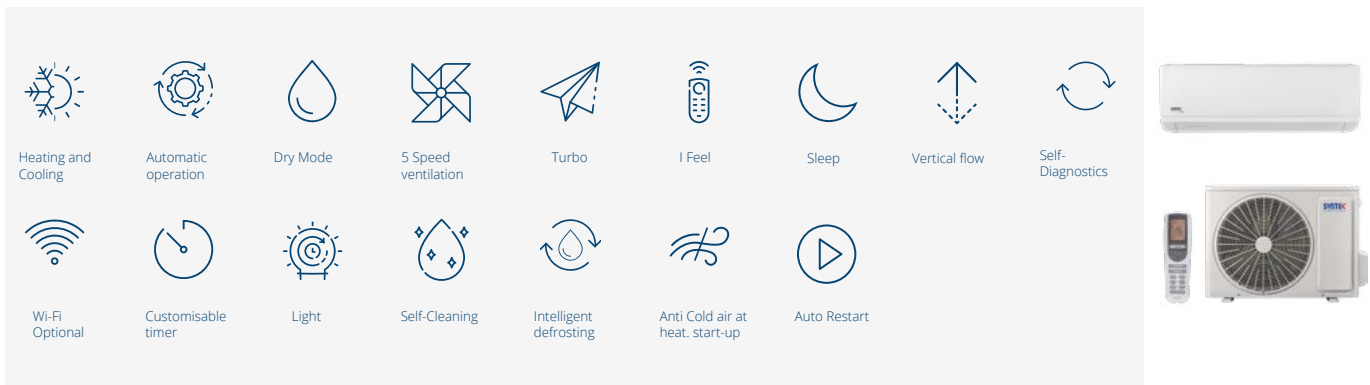 Heating and
Cooling
Automatic
operation
Dry Mode
5 Speed
ventilation
Turbo
I Feel
Sleep
Vertical flow
Self-
Diagnostics
Wi-Fi
Optional
Customisable
timer
Light
Self-Cleaning
Intelligent
defrosting
Anti Cold air at
heat. start-up
Auto Restart
SYSTEK